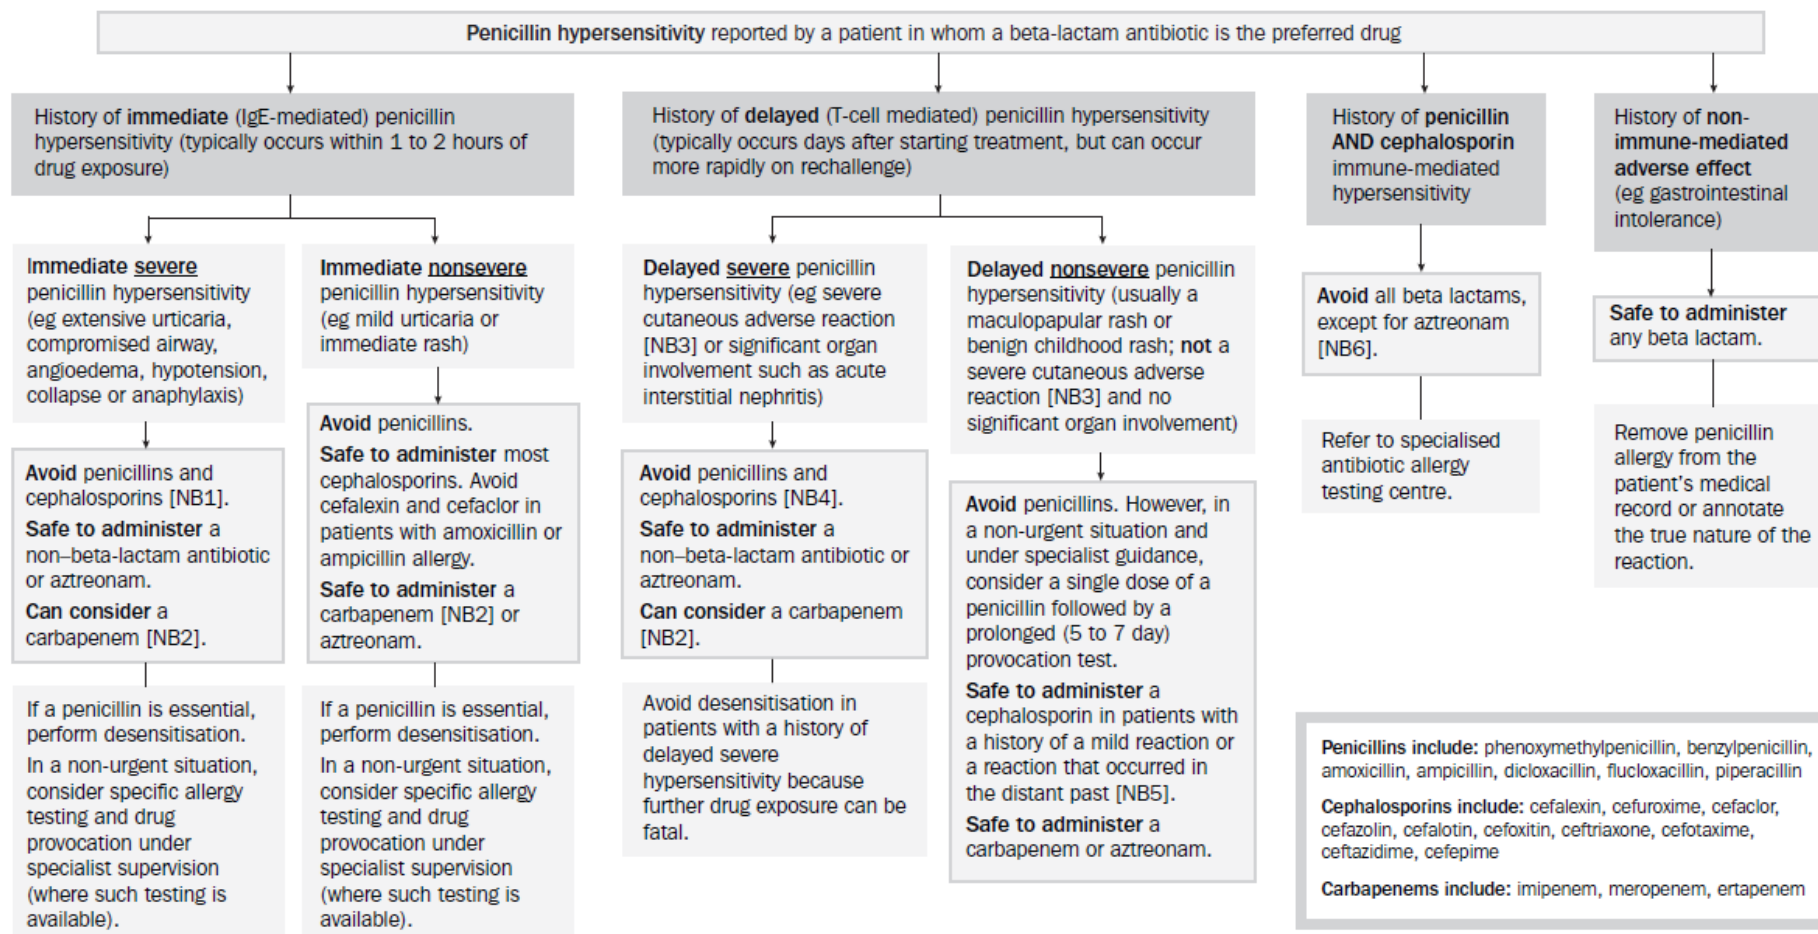 Penicillin hypersensitivity reported by a patient in whom a beta-lactam antibiotic is the preferred drug
History of immediate (IgE-mediated) penicillin
hypersensitivity (typically occurs within 1 to 2 hours of
drug exposure)
Immediate severe
penicillin hypersensitivity
(eg extensive urticaria,
compromised airway,
angioedema, hypotension,
collapse or anaphylaxis)
Avoid penicillins and
cephalosporins [NB1].
Safe to administer a
non–beta-lactam antibiotic
or aztreonam.
Can consider a
carbapenem [NB2].
If a penicillin is essential,
perform desensitisation.
In a non-urgent situation,
consider specific allergy
testing and drug
provocation under
specialist supervision
(where such testing is
available).
Immediate nonsevere
penicillin hypersensitivity
(eg mild urticaria or
immediate rash)
Avoid penicillins.
Safe to administer most
cephalosporins. Avoid
cefalexin and cefaclor in
patients with amoxicillin or
ampicillin allergy.
Safe to administer a
carbapenem [NB2] or
aztreonam.
If a penicillin is essential,
perform desensitisation.
In a non-urgent situation,
consider specific allergy
testing and drug
provocation under
specialist supervision
(where such testing is
available).
History of delayed (T-cell mediated) penicillin hypersensitivity
(typically occurs days after starting treatment, but can occur
more rapidly on rechallenge)
Delayed severe penicillin
hypersensitivity (eg severe
cutaneous adverse reaction
[NB3] or significant organ
involvement such as acute
interstitial nephritis)
Avoid penicillins and
cephalosporins [NB4].
Safe to administer a
non–beta-lactam antibiotic or
aztreonam.
Can consider a carbapenem
[NB2].
Avoid desensitisation in
patients with a history of
delayed severe
hypersensitivity because
further drug exposure can be
fatal.
Delayed nonsevere penicillin
hypersensitivity (usually a
maculopapular rash or
benign childhood rash; not a
severe cutaneous adverse
reaction [NB3] and no
significant organ involvement)
Avoid penicillins. However, in
a non-urgent situation and
under specialist guidance,
consider a single dose of a
penicillin followed by a
prolonged (5 to 7 day)
provocation test.
Safe to administer a
cephalosporin in patients with
a history of a mild reaction or
a reaction that occurred in
the distant past [NB5].
Safe to administer a
carbapenem or aztreonam.
History of penicillin
AND cephalosporin
immune-mediated
hypersensitivity
Avoid all beta lactams,
except for aztreonam
[NB6].
Refer to specialised
antibiotic allergy
testing centre.
History of non-
immune-mediated
adverse effect
(eg gastrointestinal
intolerance)
Safe to administer
any beta lactam.
Remove penicillin
allergy from the
patient's medical
record or annotate
the true nature of the
reaction.
Penicillins include: phenoxymethylpenicillin, benzylpenicillin,
amoxicillin, ampicillin, dicloxacillin, flucloxacillin, piperacillin
Cephalosporins include: cefalexin, cefuroxime, cefaclor,
cefazolin, cefalotin, cefoxitin, ceftriaxone, cefotaxime,
ceftazidime, cefepime
Carbapenems include: imipenem, meropenem, ertapenem